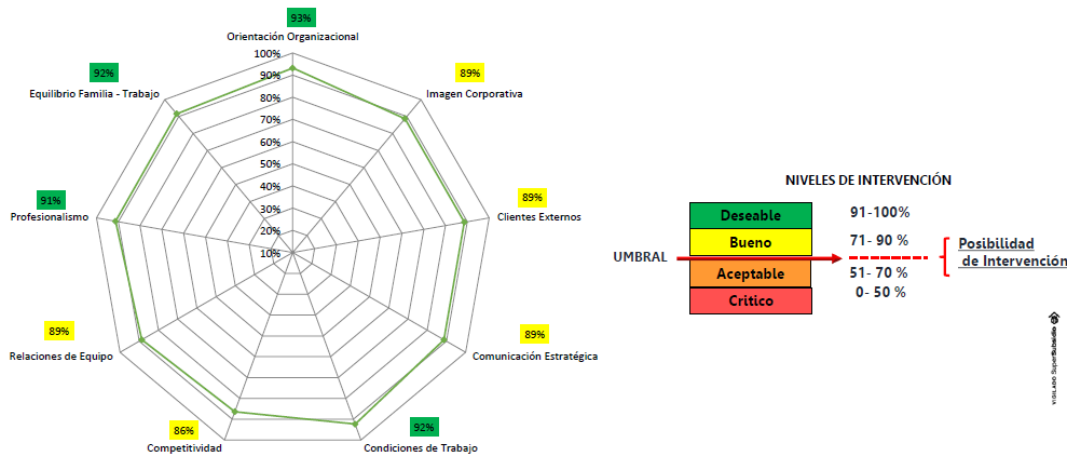 93%
Orientación Organizacional
89%
Imagen Corporativa
89%
Clientes Externos
89%
Comunicación Estratégica
92%
Condiciones de Trabajo
86%
Competitividad
89%
Relaciones de Equipo
91%
Profesionalismo
92%
Equilibrio Familia - Trabajo
100%
90%
80%
70%
60%
50%
40%
30%
20%
10%
NIVELES DE INTERVENCIÓN
Deseable 91-100%
Bueno 71- 90 %
UMBRAL
Aceptable 51- 70 %
Critico 0- 50 %
Posibilidad
de Intervención
VIGILADO SuperSubsidio